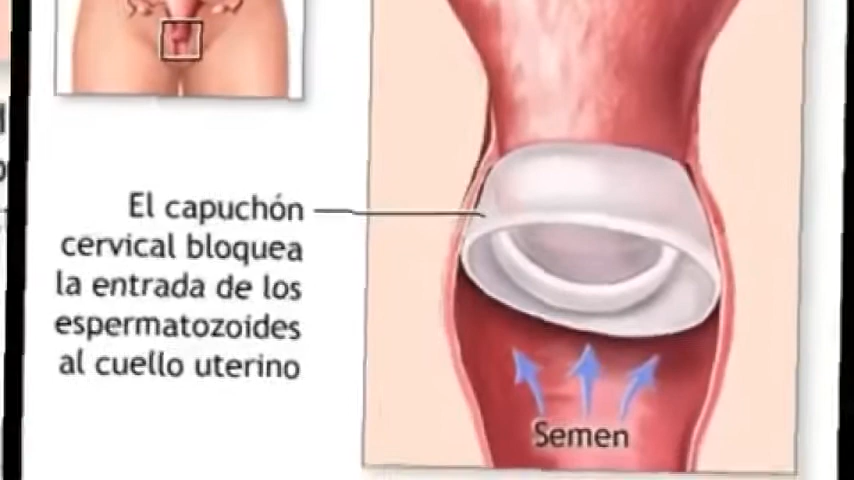 El capuchón
cervical bloquea
la entrada de los
espermatozoides
al cuello uterino
Semen